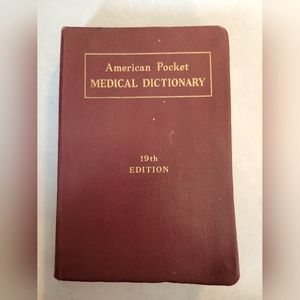 American Pocket
MEDICAL DICTIONARY
19th
EDITION